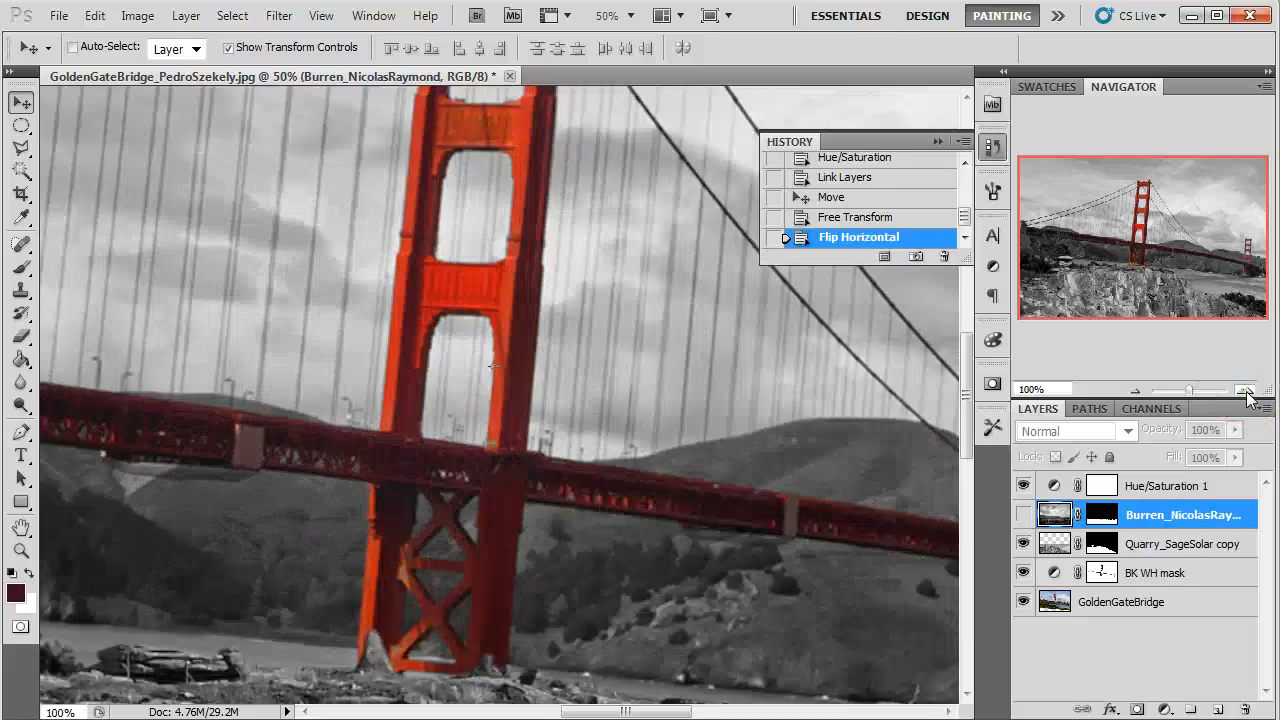 Ps File Edit Image Layer Select Filter View Window Help Br Mb 50% ESSENTIALS DESIGN PAINTING CS Live
Auto-Select: Layer Show Transform Controls
GoldenGateBridge_PedroSzekely.jpg @ 50% (Burren_NicolasRaymond, RGB/8) *
SWATCHES NAVIGATOR
Mb
HISTORY
Hue/Saturation
Link Layers
Move
Free Transform
Flip Horizontal
100%
LAYERS PATHS CHANNELS
Normal Opacity: 100%
Lock: Fill: 100%
Hue/Saturation 1
Burren_NicolasRay...
Quarry_SageSolar copy
BK WH mask
GoldenGateBridge
100% Doc: 4.76M/29.2M